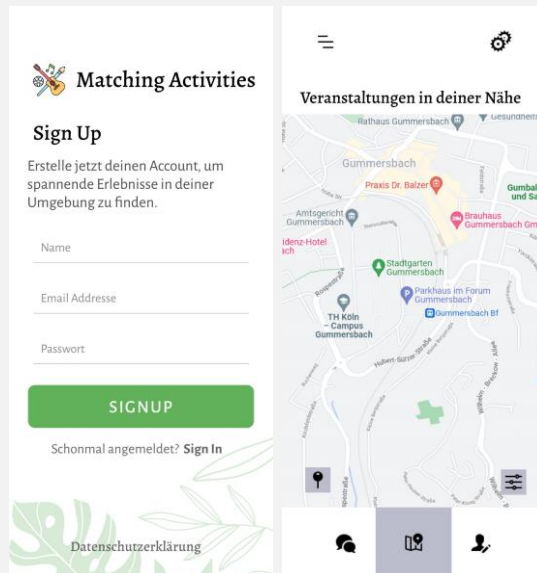 Matching Activities
Sign Up
Erstelle jetzt deinen Account, um
spannende Erlebnisse in deiner
Umgebung zu finden.
Name
Email Addresse
Passwort
SIGNUP
Schonmal angemeldet? Sign In
Datenschutzerklärung
Veranstaltungen in deiner Nähe
Rathaus Gummersbach
Gummersbach
Praxis Dr. Balzer
Amtsgericht
Gummersbach
Brauhaus
Gummersbach Gm
Stadtgarten
Gummersbach
Parkhaus im Forum
Gummersbach
Gummersbach Bf
TH Köln
– Campus
Gummersbach